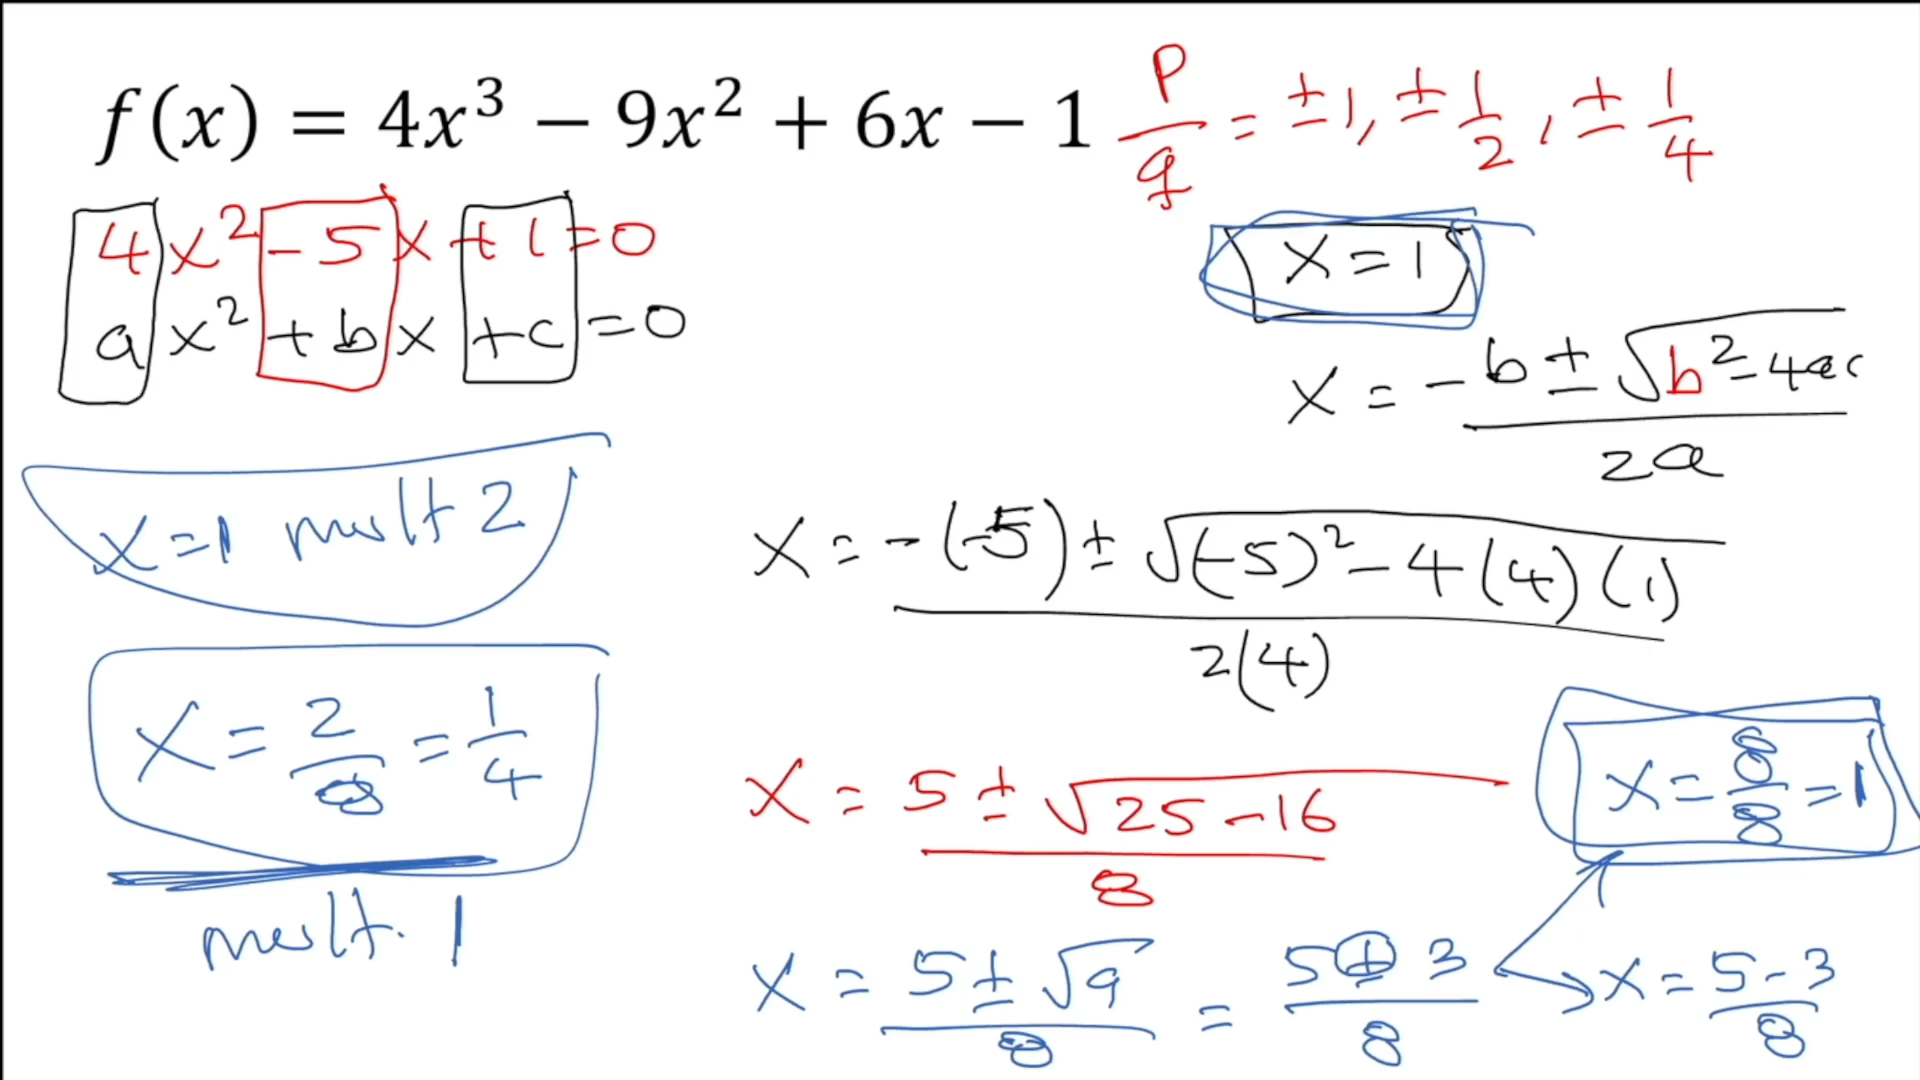 f(x) = 4x³ − 9x² + 6x − 1 p/q = ±1, ±1/2, ±1/4
4x² - 5x + 1 = 0
x = 1
ax² + bx + c = 0
x = -b ± √(b² - 4ac) / 2a
x = 1 mult 2
x = -(-5) ± √((-5)² - 4(4)(1)) / 2(4)
x = 2/8 = 1/4
x = 5 ± √(25 - 16) / 8
x = 8/8 = 1
mult. 1
x = 5 ± √9 / 8 = 5 ± 3 / 8
x = 5 - 3 / 8